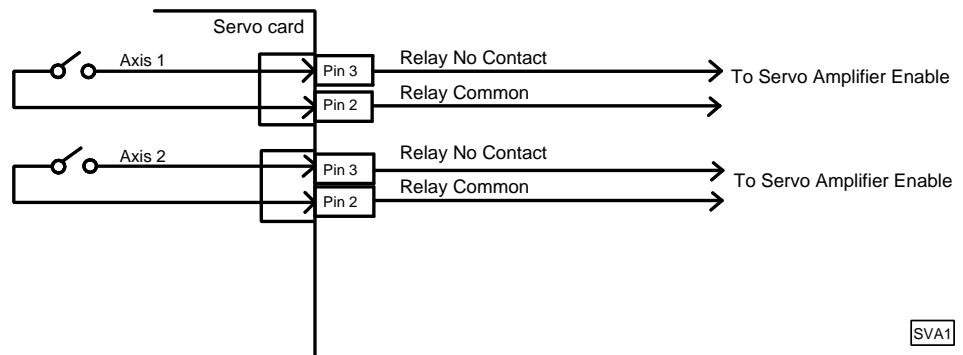 Servo card
Axis 1
Pin 3
Relay No Contact
To Servo Amplifier Enable
Pin 2
Relay Common
Axis 2
Pin 3
Relay No Contact
To Servo Amplifier Enable
Pin 2
Relay Common
SVA1